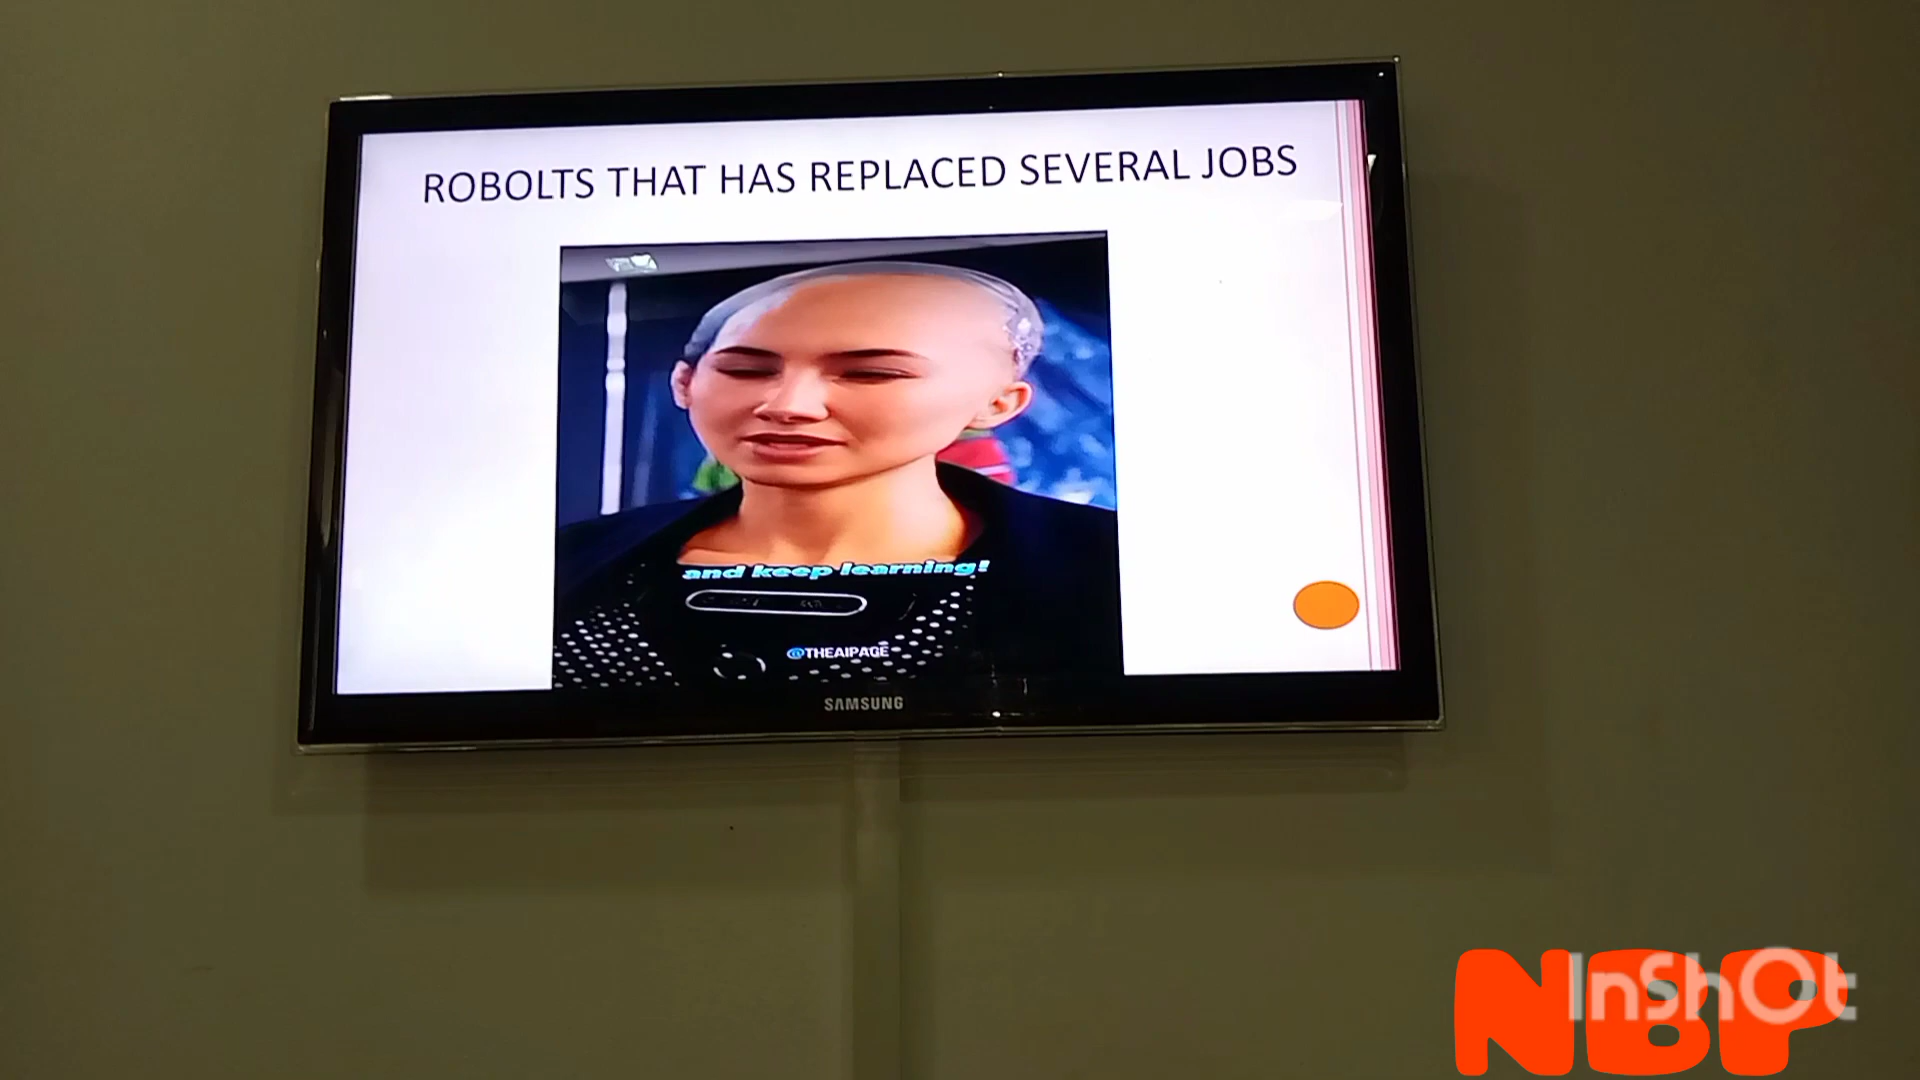 ROBOLTS THAT HAS REPLACED SEVERAL JOBS
and keep learning!
@THEAIPAGE
SAMSUNG
NBP
InShOt